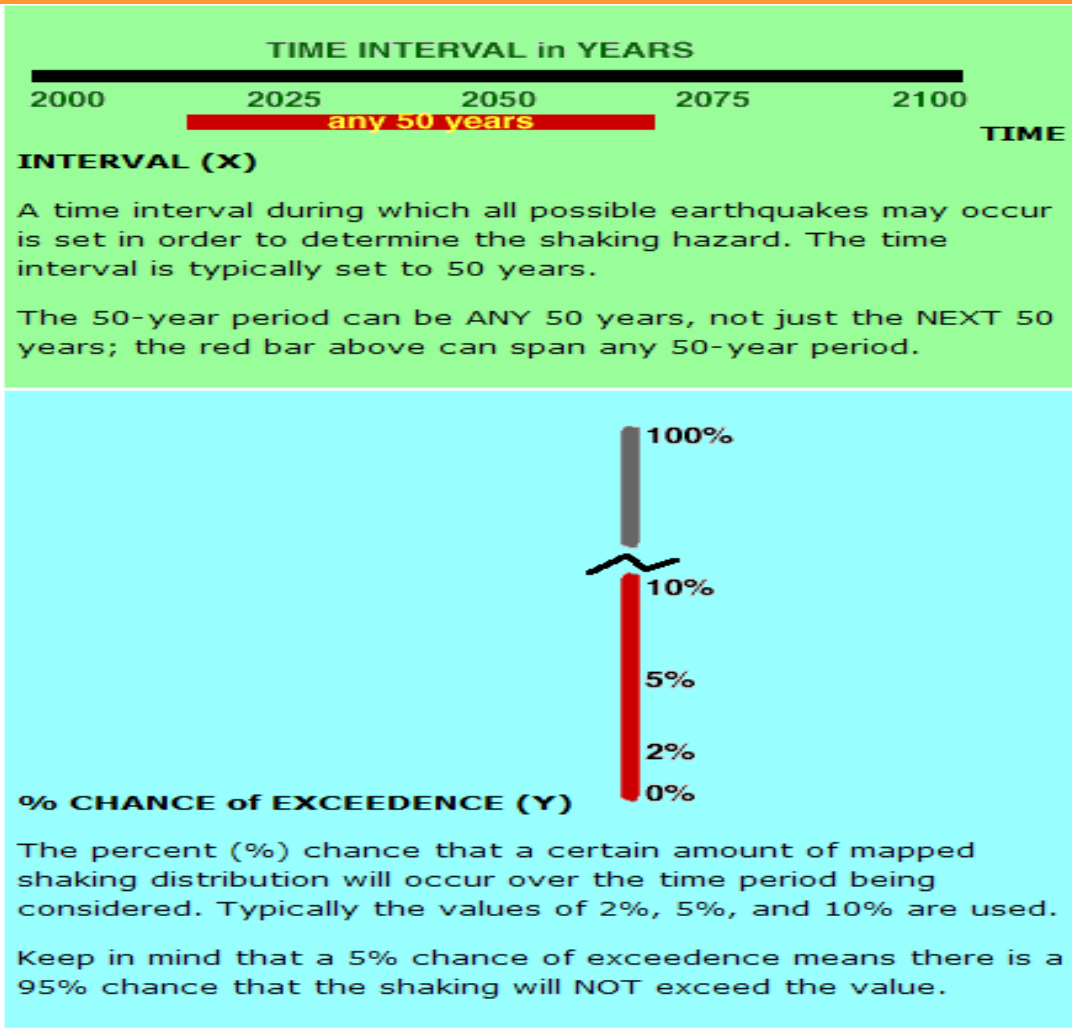 TIME INTERVAL in YEARS
2000 2025 2050 2075 2100
any 50 years
TIME
INTERVAL (X)
A time interval during which all possible earthquakes may occur
is set in order to determine the shaking hazard. The time
interval is typically set to 50 years.
The 50-year period can be ANY 50 years, not just the NEXT 50
years; the red bar above can span any 50-year period.
100%
10%
5%
2%
0%
% CHANCE of EXCEEDENCE (Y)
The percent (%) chance that a certain amount of mapped
shaking distribution will occur over the time period being
considered. Typically the values of 2%, 5%, and 10% are used.
Keep in mind that a 5% chance of exceedence means there is a
95% chance that the shaking will NOT exceed the value.